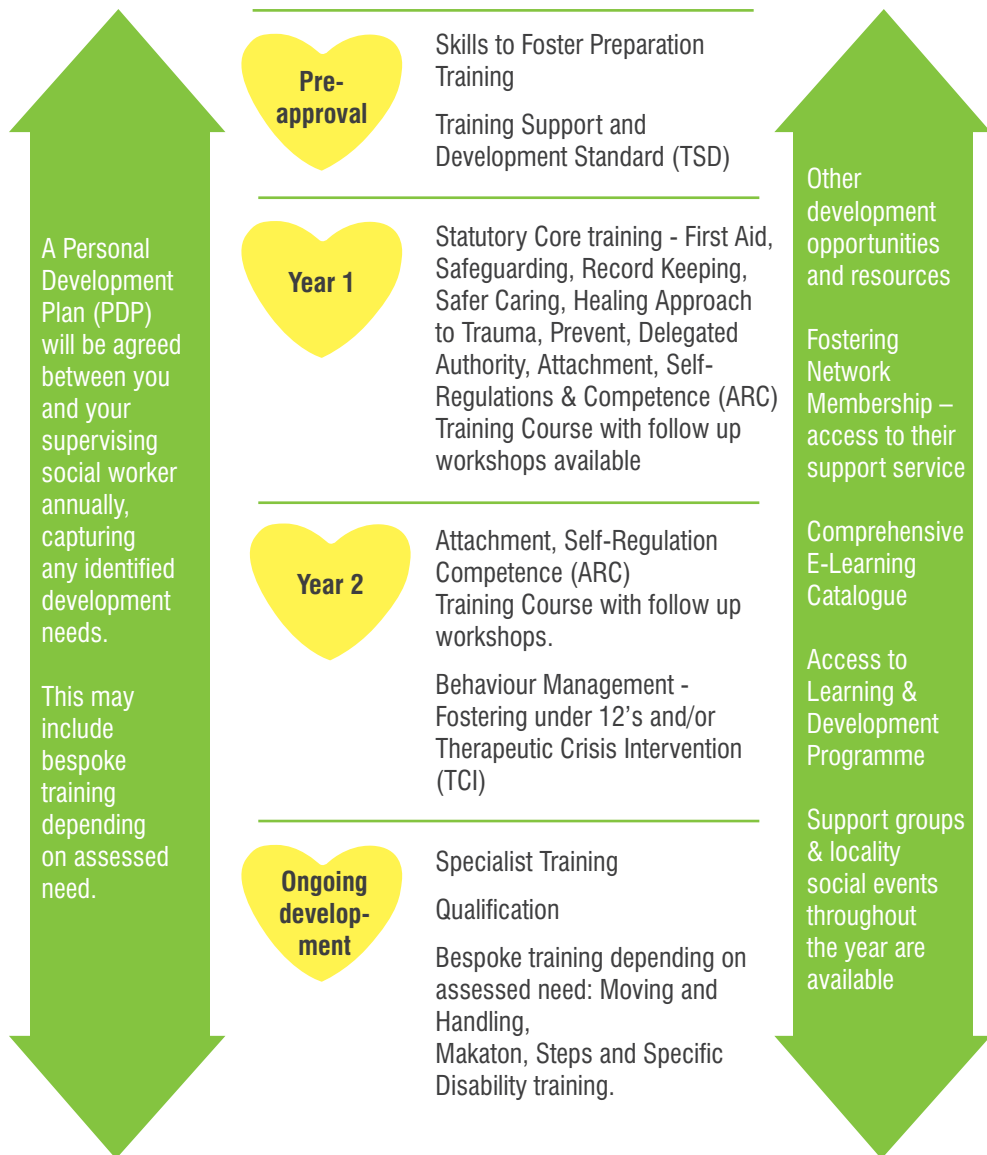 A Personal
Development
Plan (PDP)
will be agreed
between you
and your
supervising
social worker
annually,
capturing
any identified
development
needs.
This may
include
bespoke
training
depending
on assessed
need.
Pre-
approval
Skills to Foster Preparation
Training
Training Support and
Development Standard (TSD)
Year 1
Statutory Core training - First Aid,
Safeguarding, Record Keeping,
Safer Caring, Healing Approach
to Trauma, Prevent, Delegated
Authority, Attachment, Self-
Regulations & Competence (ARC)
Training Course with follow up
workshops available
Year 2
Attachment, Self-Regulation
Competence (ARC)
Training Course with follow up
workshops.
Behaviour Management -
Fostering under 12’s and/or
Therapeutic Crisis Intervention
(TCI)
Ongoing
develop-
ment
Specialist Training
Qualification
Bespoke training depending on
assessed need: Moving and
Handling,
Makaton, Steps and Specific
Disability training.
Other
development
opportunities
and resources
Fostering
Network
Membership –
access to their
support service
Comprehensive
E-Learning
Catalogue
Access to
Learning &
Development
Programme
Support groups
& locality
social events
throughout
the year are
available